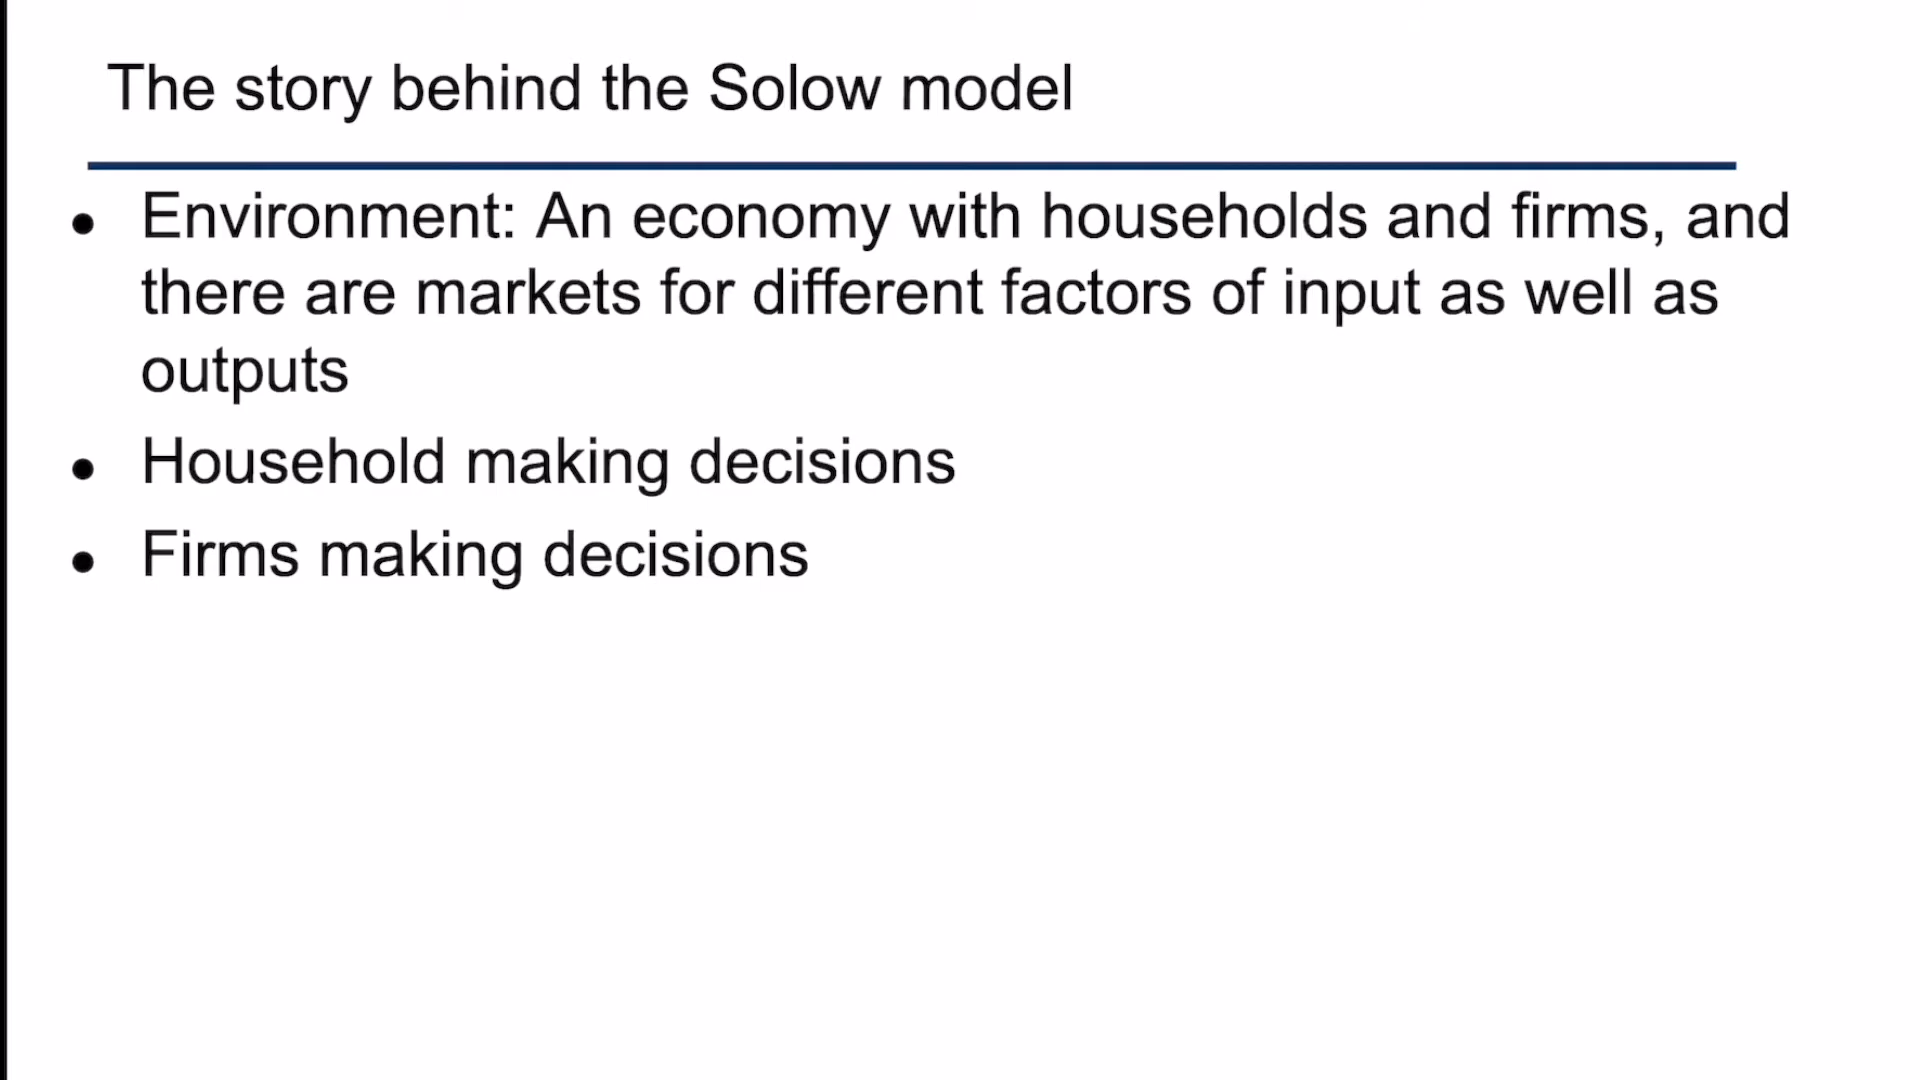 The story behind the Solow model
• Environment: An economy with households and firms, and
there are markets for different factors of input as well as
outputs
• Household making decisions
• Firms making decisions